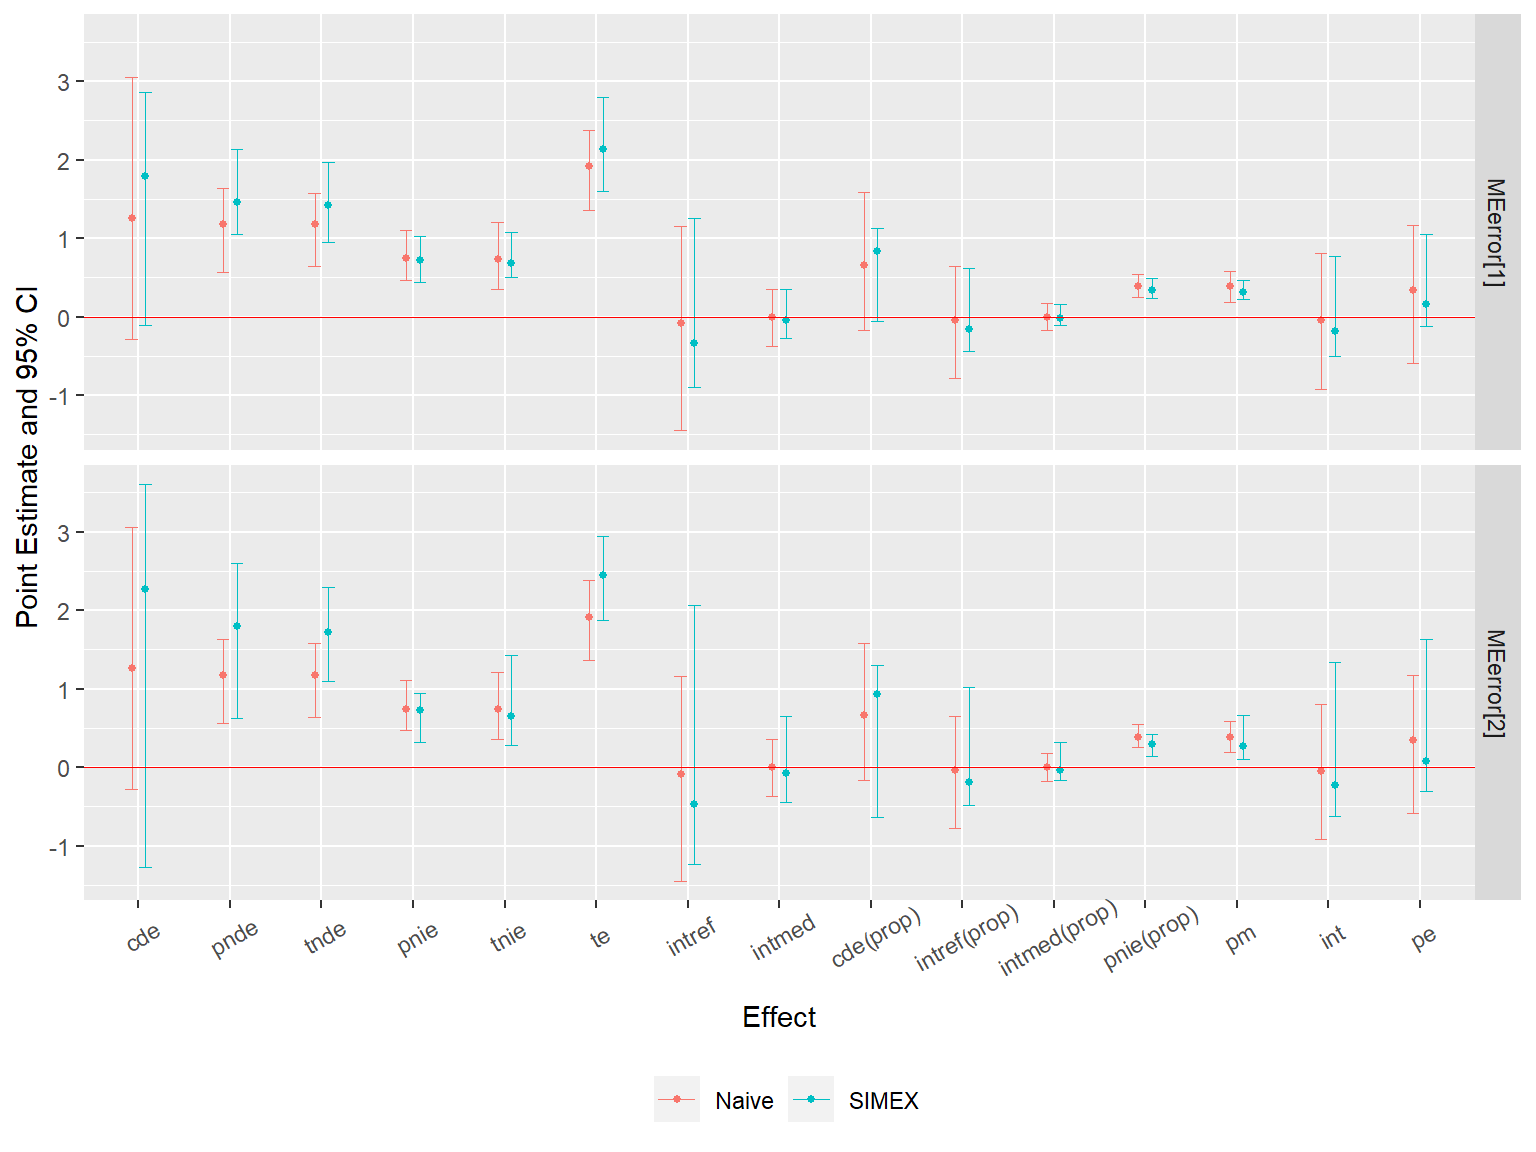 Point Estimate and 95% CI
3
2
1
0
-1
MEerror[1]
3
2
1
0
-1
MEerror[2]
cde
pnde
tnde
pnie
tnie
te
intref
intmed
cde(prop)
intref(prop)
intmed(prop)
pnie(prop)
pm
int
pe
Effect
Naive
SIMEX